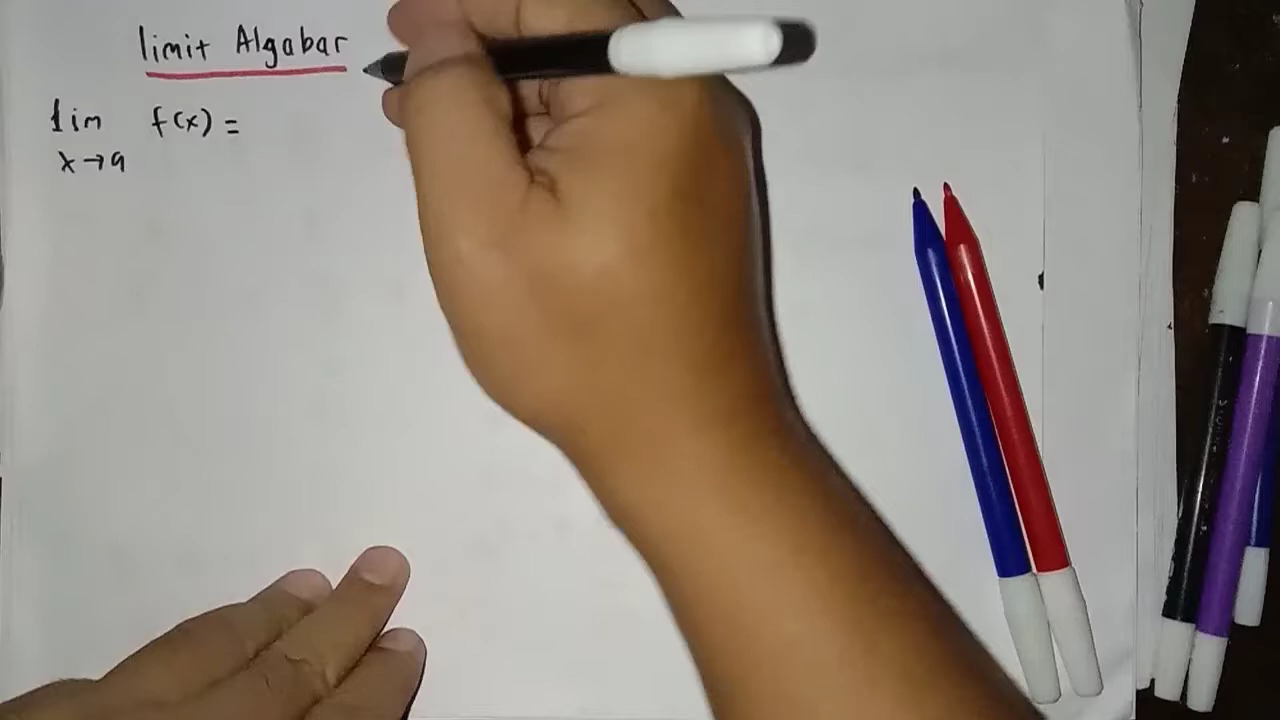 limit Algabar
lim f(x) =
x→a